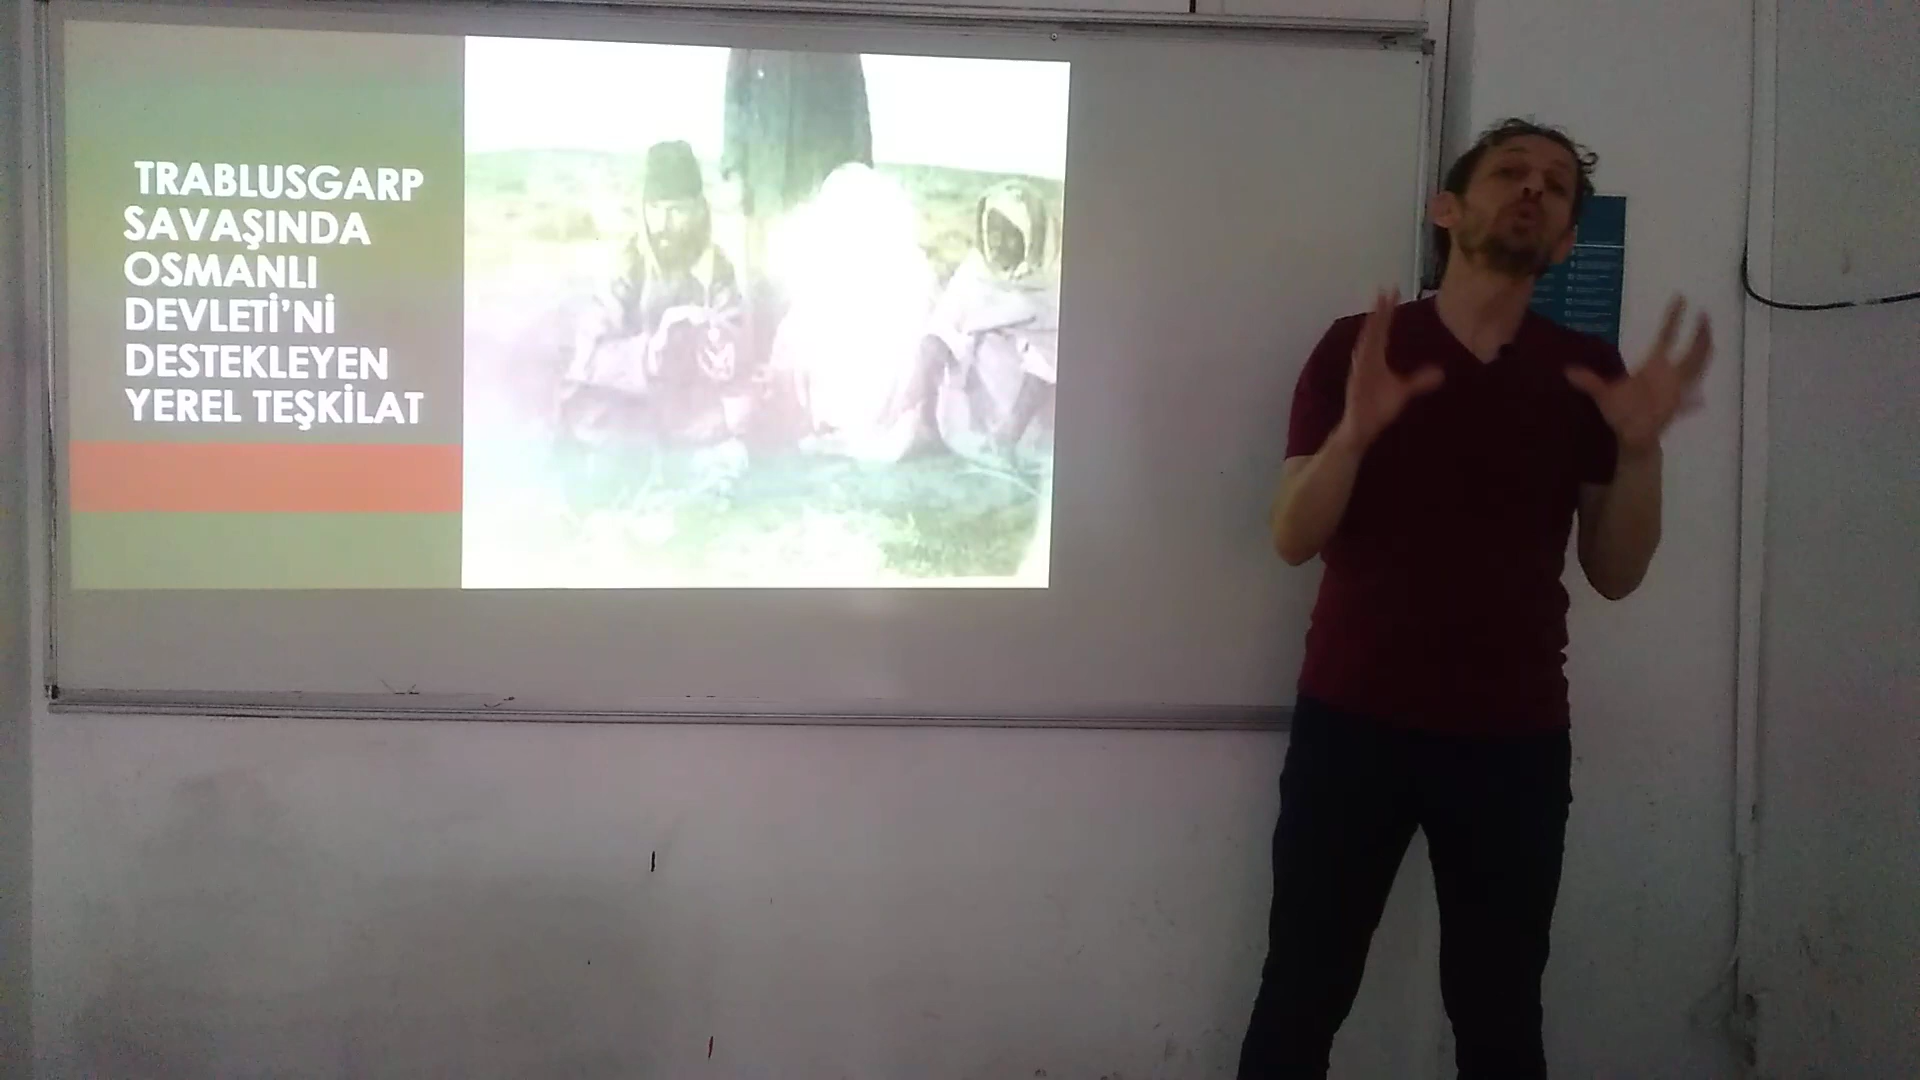 TRABLUSGARP
SAVAŞINDA
OSMANLI
DEVLETİ'Nİ
DESTEKLEYEN
YEREL TEŞKİLAT